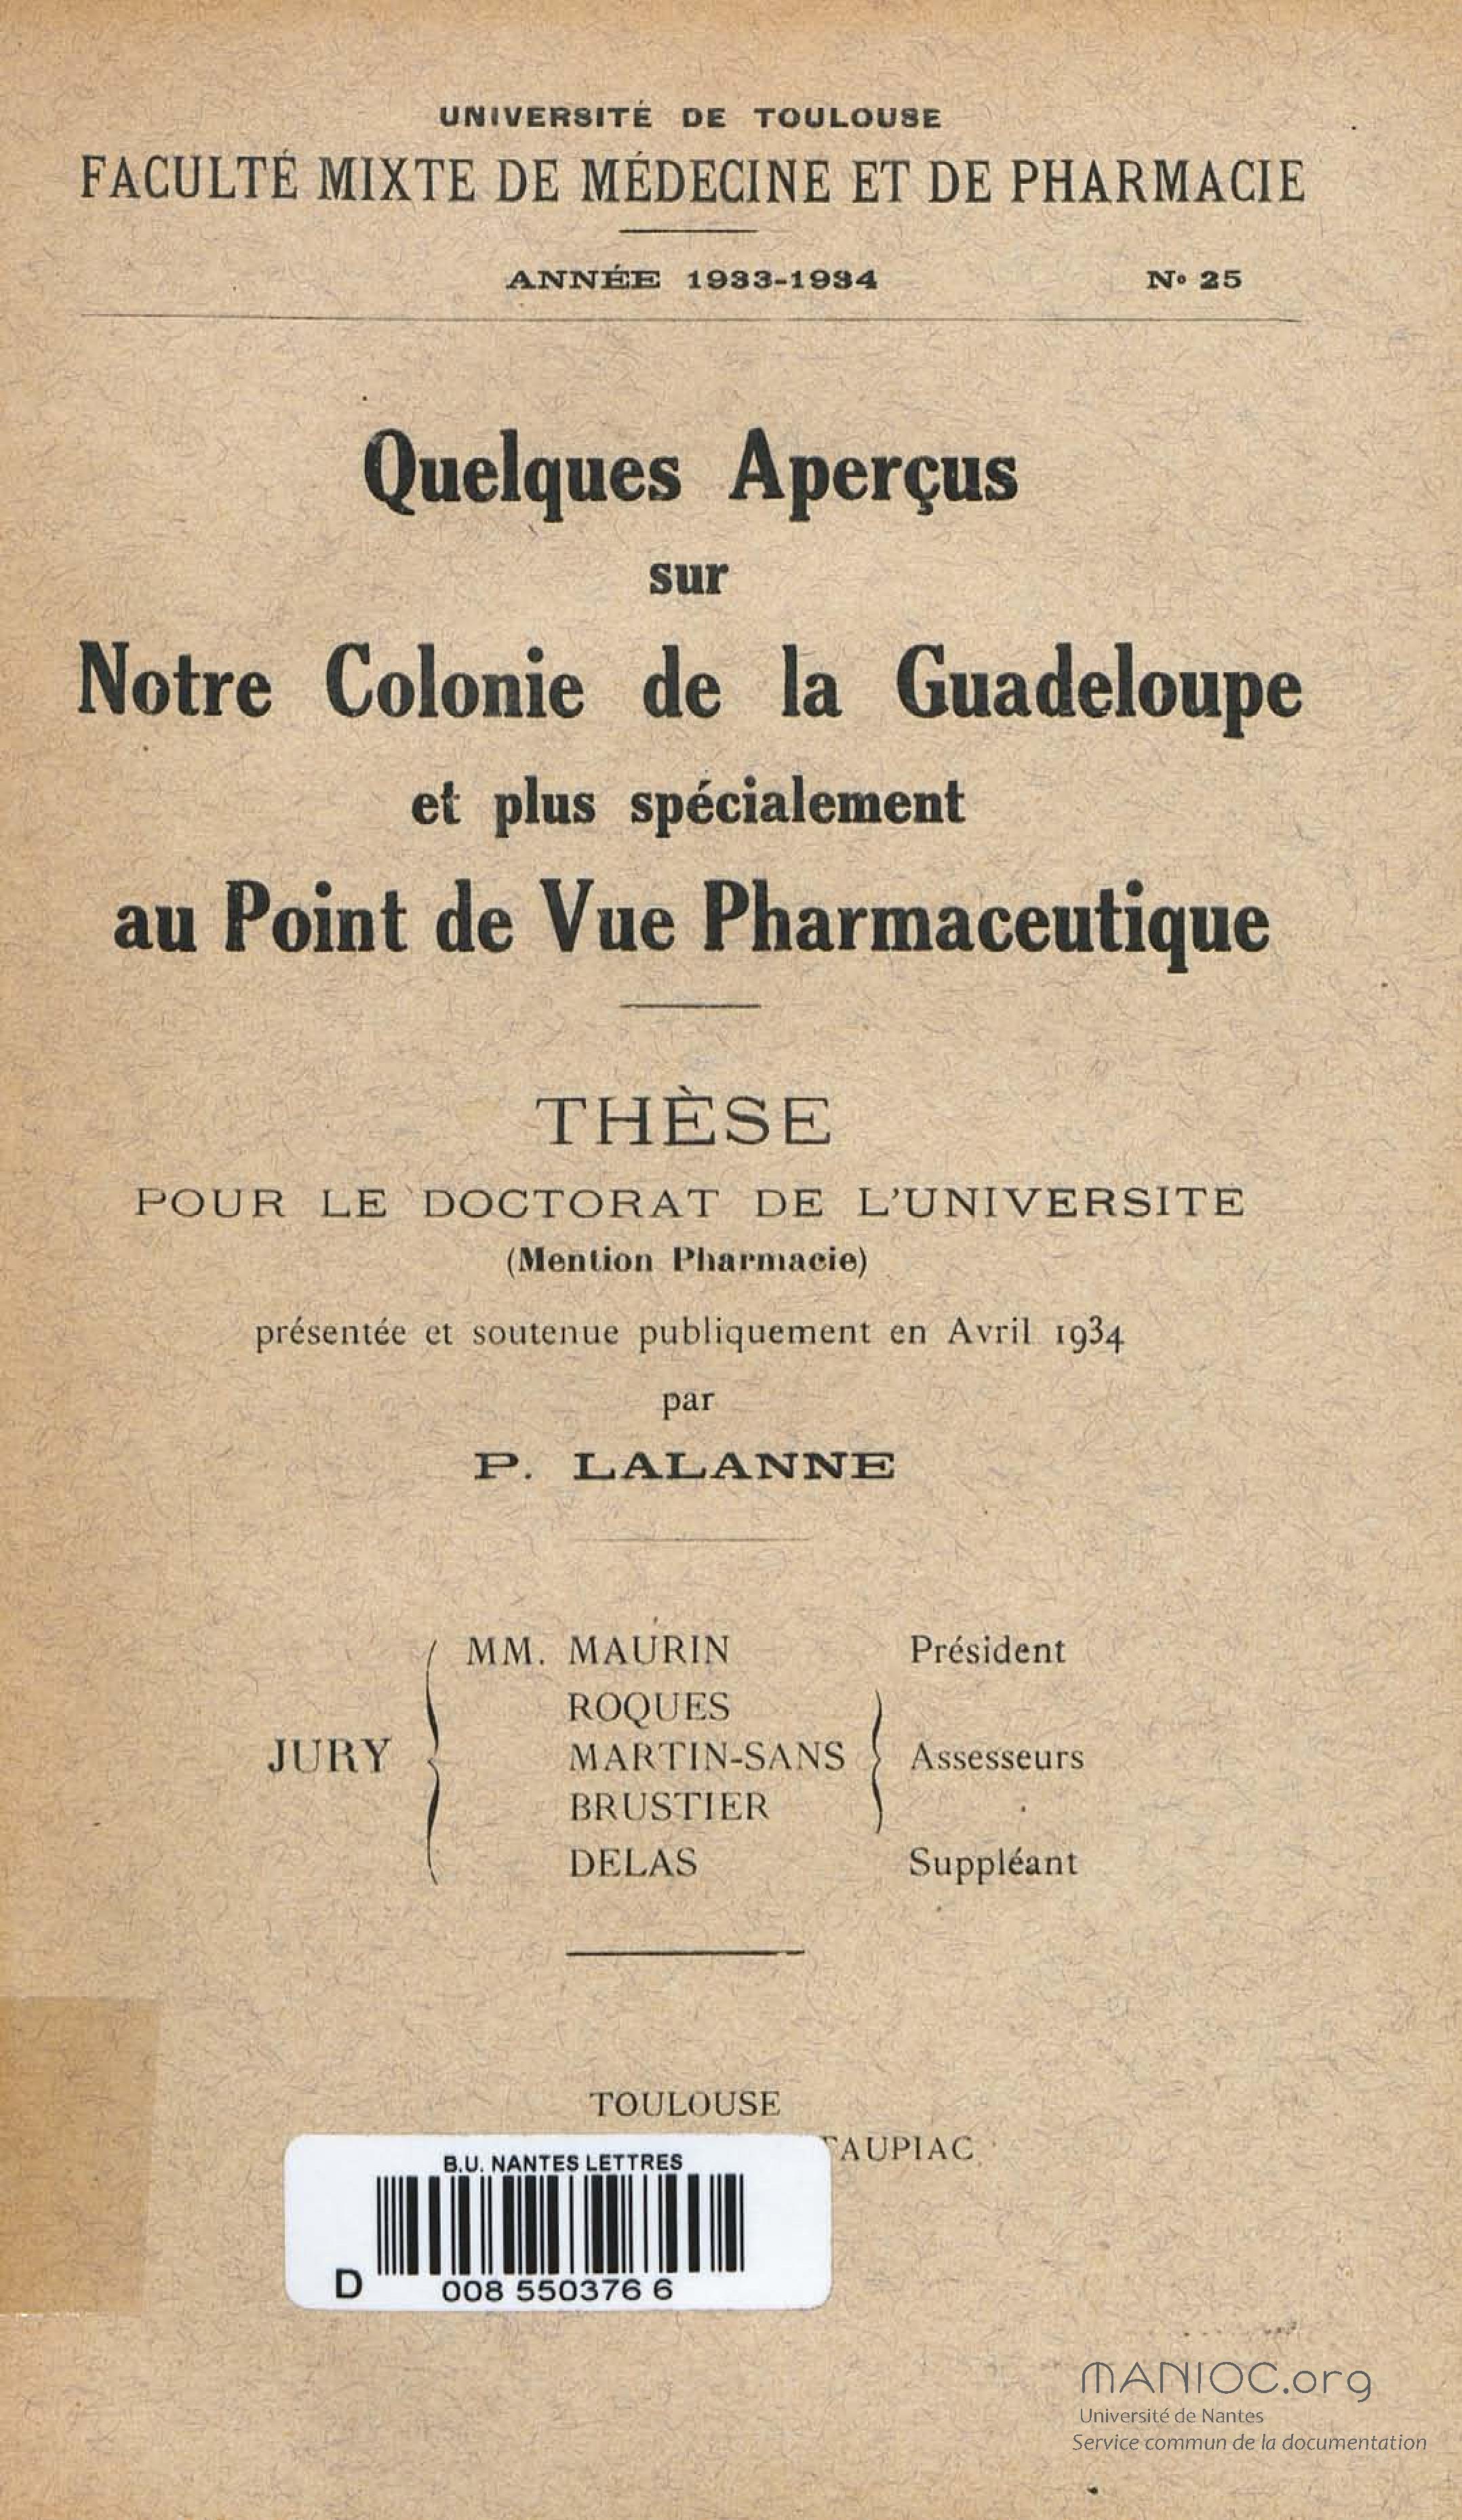 UNIVERSITÉ DE TOULOUSE
FACULTÉ MIXTE DE MÉDECINE ET DE PHARMACIE
ANNÉE 1933-1934 N° 25
Quelques Aperçus
sur
Notre Colonie de la Guadeloupe
et plus spécialement
au Point de Vue Pharmaceutique
THÈSE
POUR LE DOCTORAT DE L'UNIVERSITE
(Mention Pharmacie)
présentée et soutenue publiquement en Avril 1934
par
P. LALANNE
MM. MAURIN Président
ROQUES
JURY MARTIN-SANS Assesseurs
BRUSTIER
DELAS Suppléant
TOULOUSE
B.U. NANTES LETTRES
D 008 550376 6
MANIOC.org
Université de Nantes
Service commun de la documentation